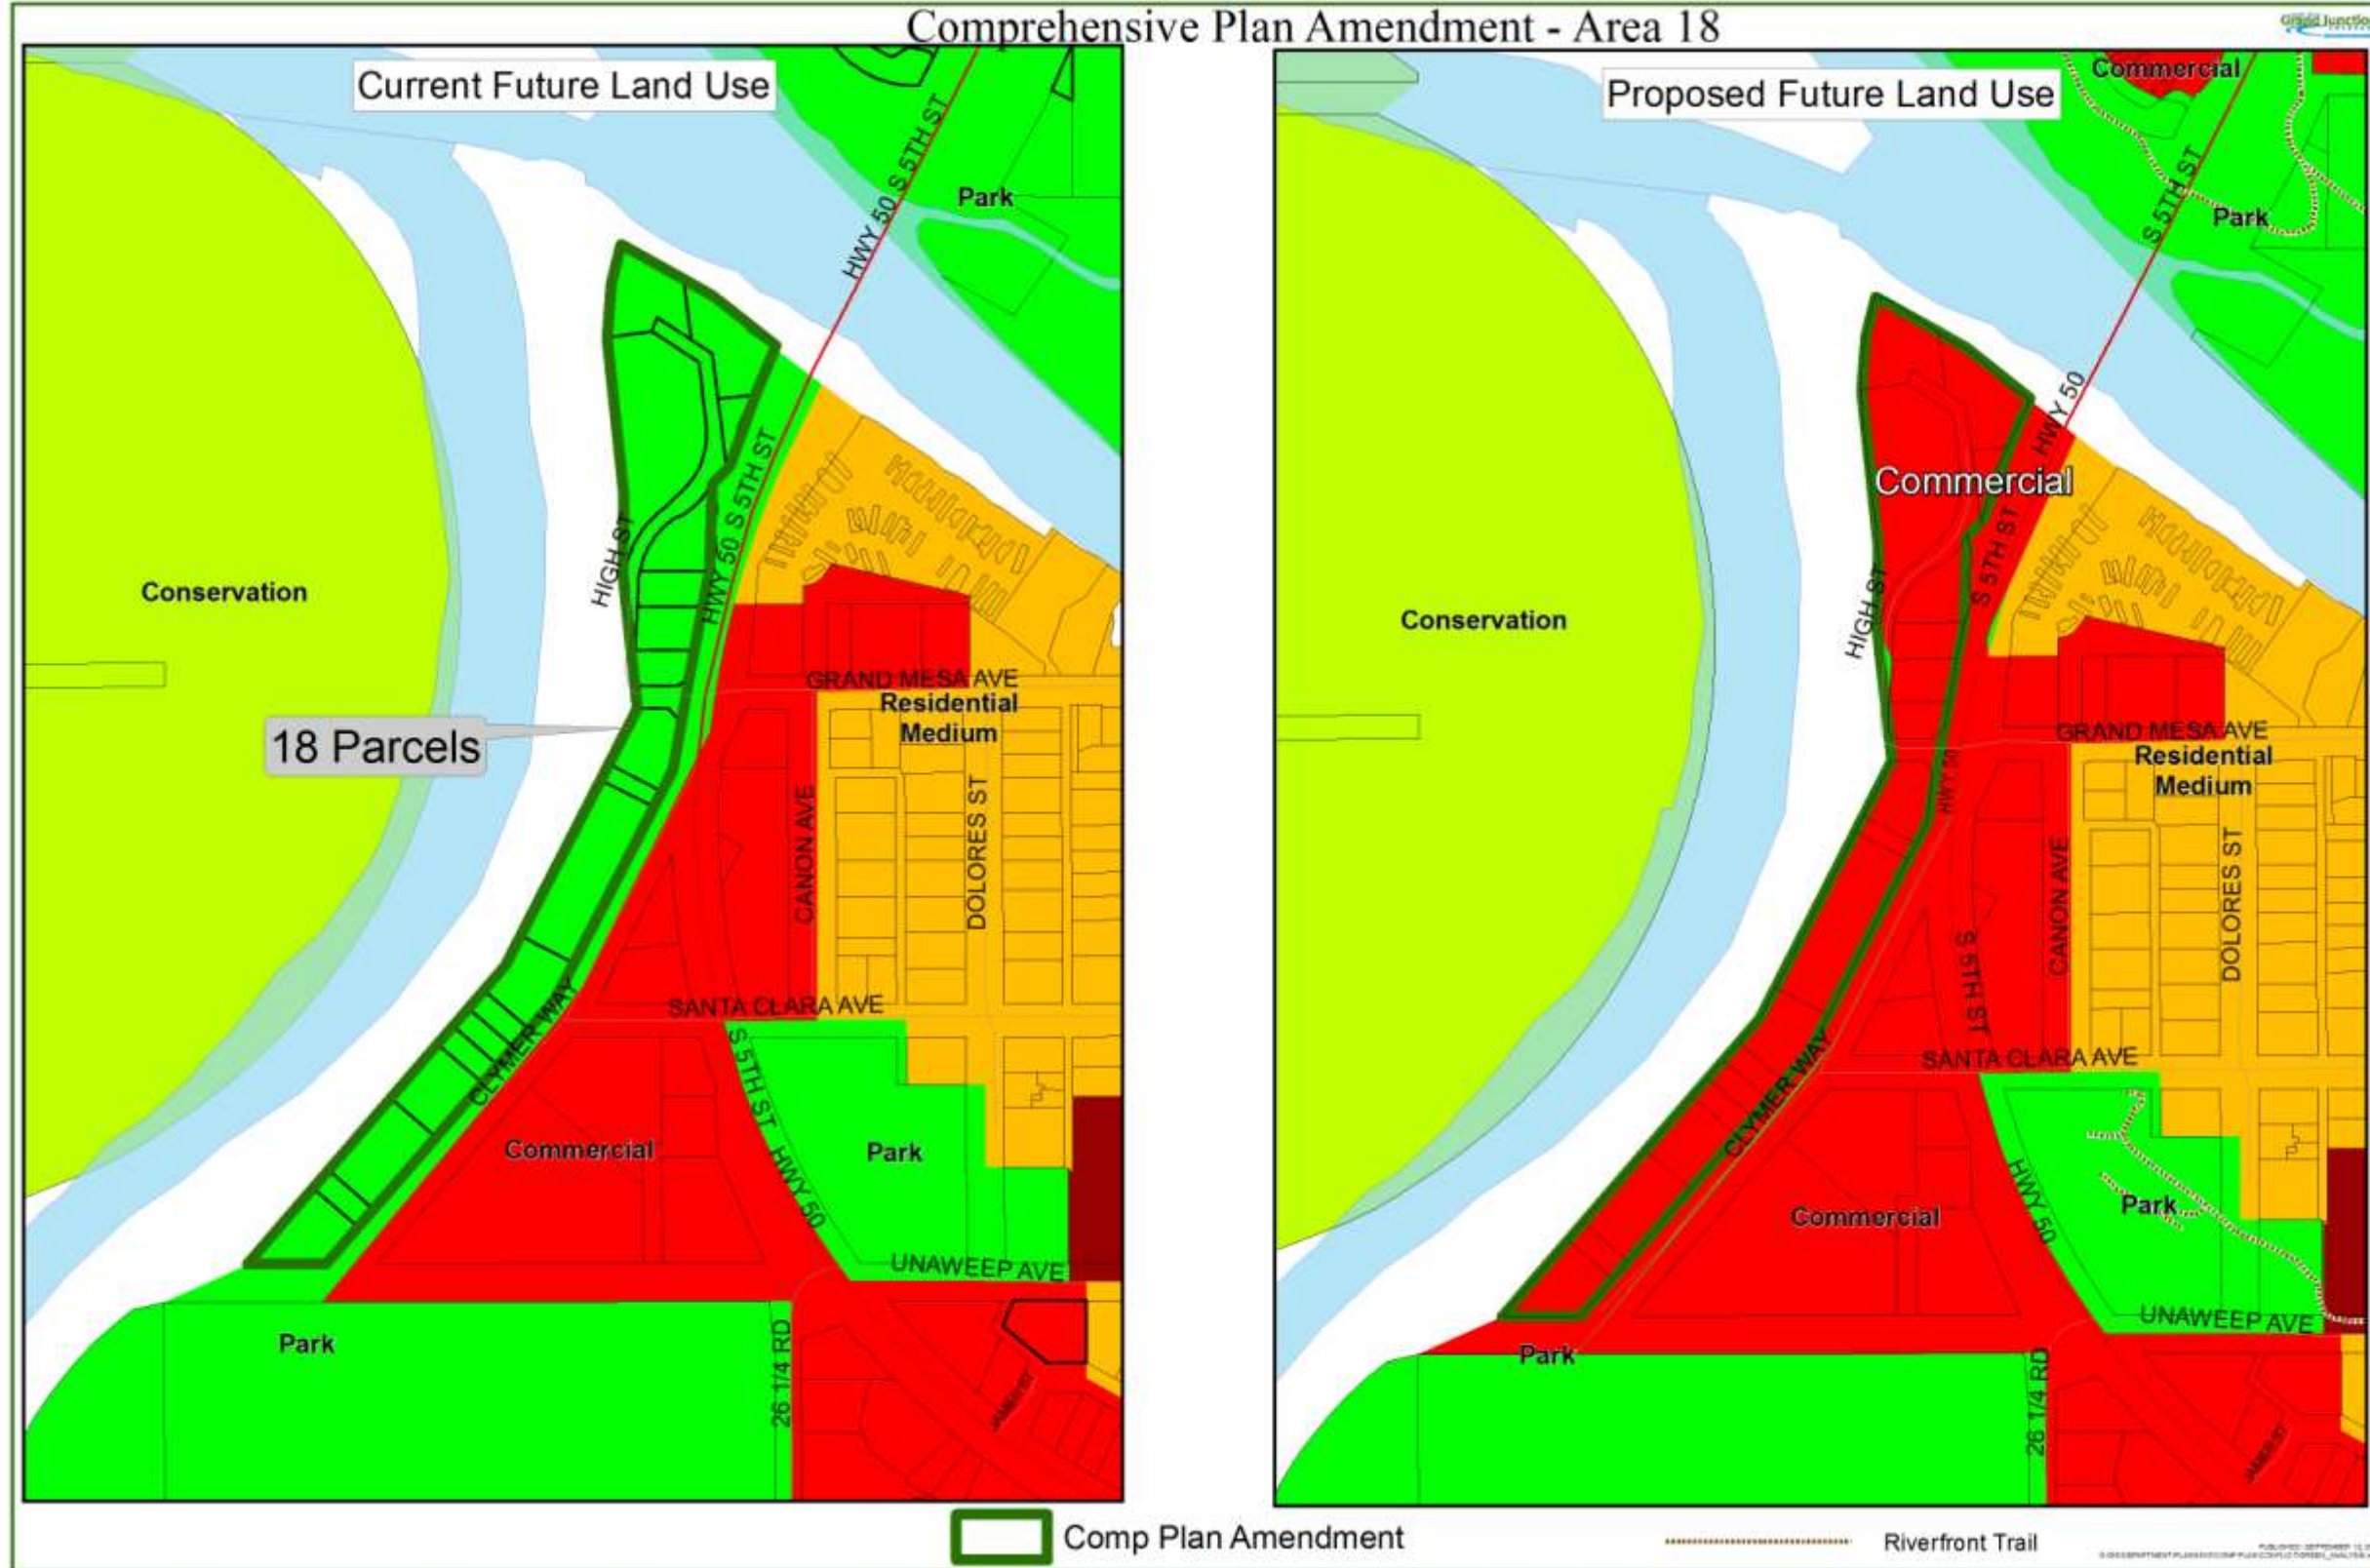 Comprehensive Plan Amendment - Area 18
Current Future Land Use
HWY 50 S 5TH ST
Park
HWY 50 S 5TH ST
HIGH ST
Conservation
GRAND MESA AVE
Residential
Medium
18 Parcels
CANON AVE
DOLORES ST
SANTA CLARA AVE
CLYMER WAY
S 5TH ST HWY 50
Commercial
Park
UNAWEEP AVE
Park
26 1/4 RD
Proposed Future Land Use
Commercial
S 5TH ST
Park
HWY 50
Commercial
S 5TH ST
HIGH ST
Conservation
GRAND MESA AVE
Residential
Medium
HWY 50
CANON AVE
DOLORES ST
S 5TH ST
SANTA CLARA AVE
CLYMER WAY
Commercial
HWY 50
Park
UNAWEEP AVE
Park
26 1/4 RD
Comp Plan Amendment
Riverfront Trail